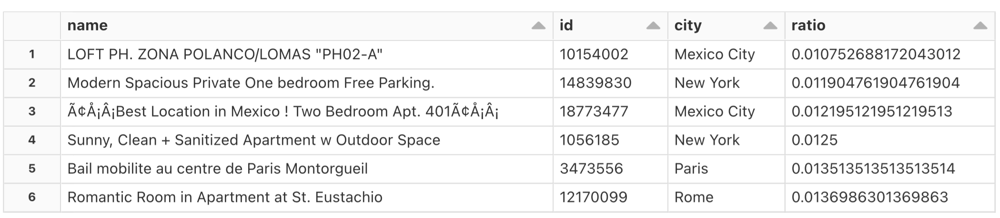 name id city ratio
1 LOFT PH. ZONA POLANCO/LOMAS "PH02-A" 10154002 Mexico City 0.010752688172043012
2 Modern Spacious Private One bedroom Free Parking. 14839830 New York 0.011904761904761904
3 Ã¢Å¡Â¡Best Location in Mexico ! Two Bedroom Apt. 401Ã¢Å¡Â¡ 18773477 Mexico City 0.012195121951219513
4 Sunny, Clean + Sanitized Apartment w Outdoor Space 1056185 New York 0.0125
5 Bail mobilite au centre de Paris Montorgueil 3473556 Paris 0.013513513513513514
6 Romantic Room in Apartment at St. Eustachio 12170099 Rome 0.0136986301369863